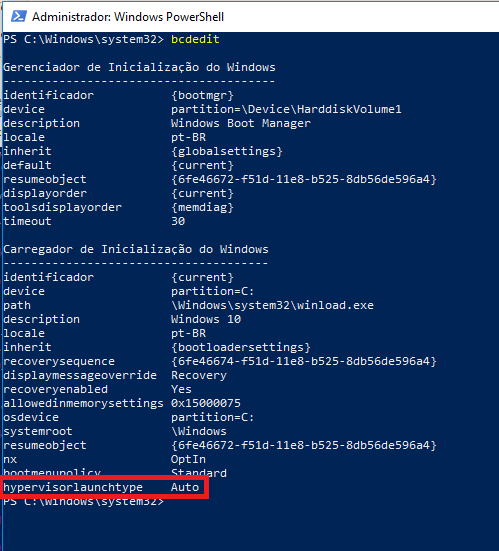 Administrador: Windows PowerShell
PS C:\Windows\system32> bcdedit
Gerenciador de Inicialização do Windows
----------------------------------------
identificador           {bootmgr}
device                  partition=\Device\HarddiskVolume1
description             Windows Boot Manager
locale                  pt-BR
inherit                 {globalsettings}
default                 {current}
resumeobject            {6fe46672-f51d-11e8-b525-8db56de596a4}
displayorder            {current}
toolsdisplayorder       {memdiag}
timeout                 30
Carregador de Inicialização do Windows
---------------------------------------
identificador           {current}
device                  partition=C:
path                    \Windows\system32\winload.exe
description             Windows 10
locale                  pt-BR
inherit                 {bootloadersettings}
recoverysequence        {6fe46674-f51d-11e8-b525-8db56de596a4}
displaymessageoverride  Recovery
recoveryenabled         Yes
allowedinmemorysettings 0x15000075
osdevice                partition=C:
systemroot              \Windows
resumeobject            {6fe46672-f51d-11e8-b525-8db56de596a4}
nx                      OptIn
bootmenupolicy          Standard
hypervisorlaunchtype    Auto
PS C:\Windows\system32>